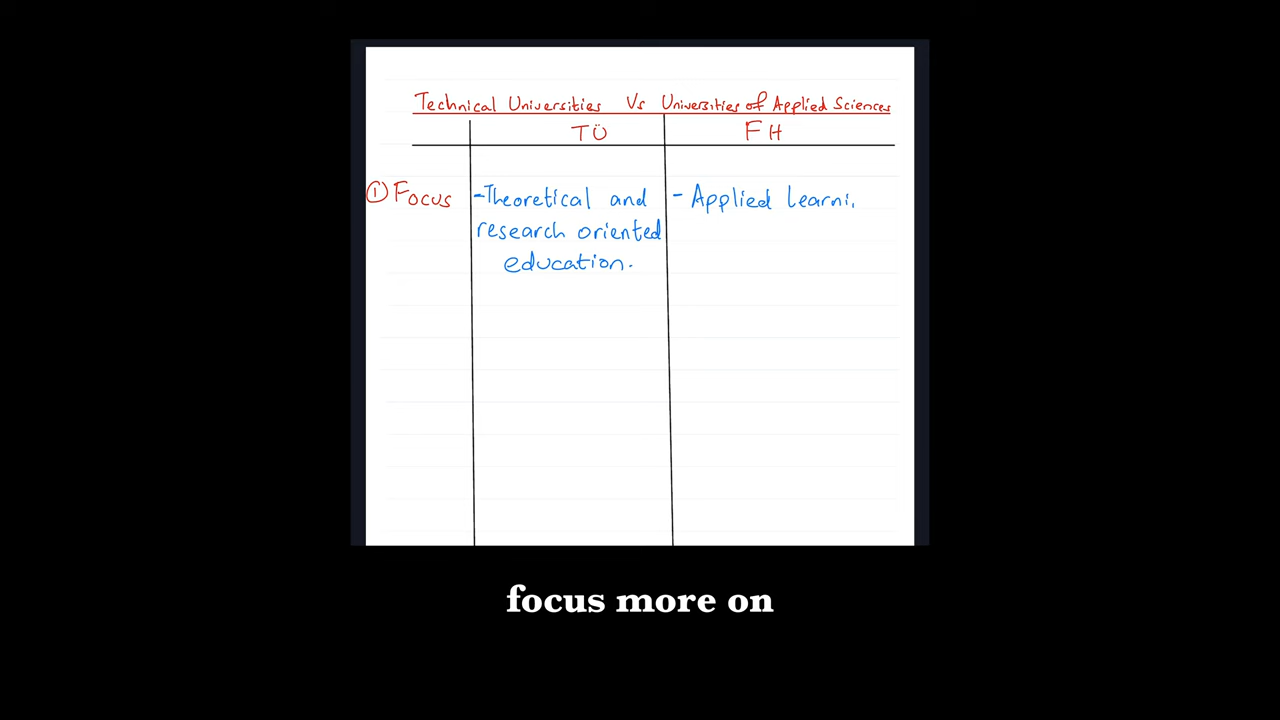 Technical Universities Vs Universities of Applied Sciences
TÜ FH
① Focus -Theoretical and - Applied learni
research oriented
education.
focus more on